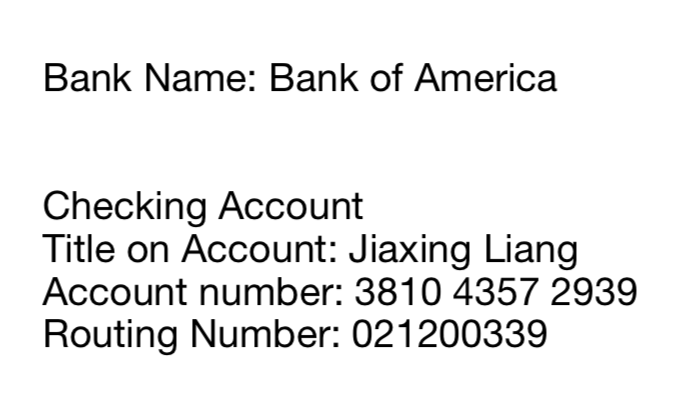 Bank Name: Bank of America
Checking Account
Title on Account: Jiaxing Liang
Account number: 3810 4357 2939
Routing Number: 021200339